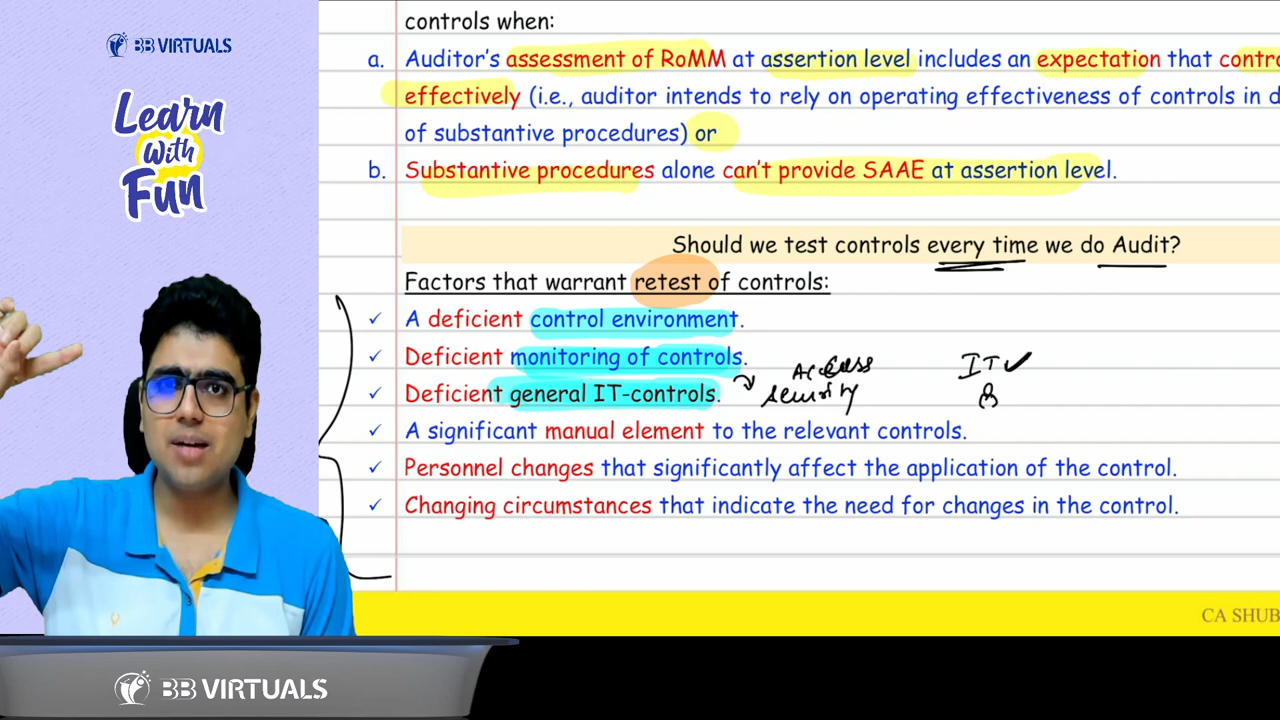 BB VIRTUALS
Learn
With
Fun
controls when:
a. Auditor's assessment of RoMM at assertion level includes an expectation that contro
effectively (i.e., auditor intends to rely on operating effectiveness of controls in d
of substantive procedures) or
b. Substantive procedures alone can't provide SAAE at assertion level.
Should we test controls every time we do Audit?
Factors that warrant retest of controls:
✓ A deficient control environment.
✓ Deficient monitoring of controls.
✓ Deficient general IT-controls.
Access
security
IT ✓
✓ A significant manual element to the relevant controls.
✓ Personnel changes that significantly affect the application of the control.
✓ Changing circumstances that indicate the need for changes in the control.
CA SHUB
BB VIRTUALS